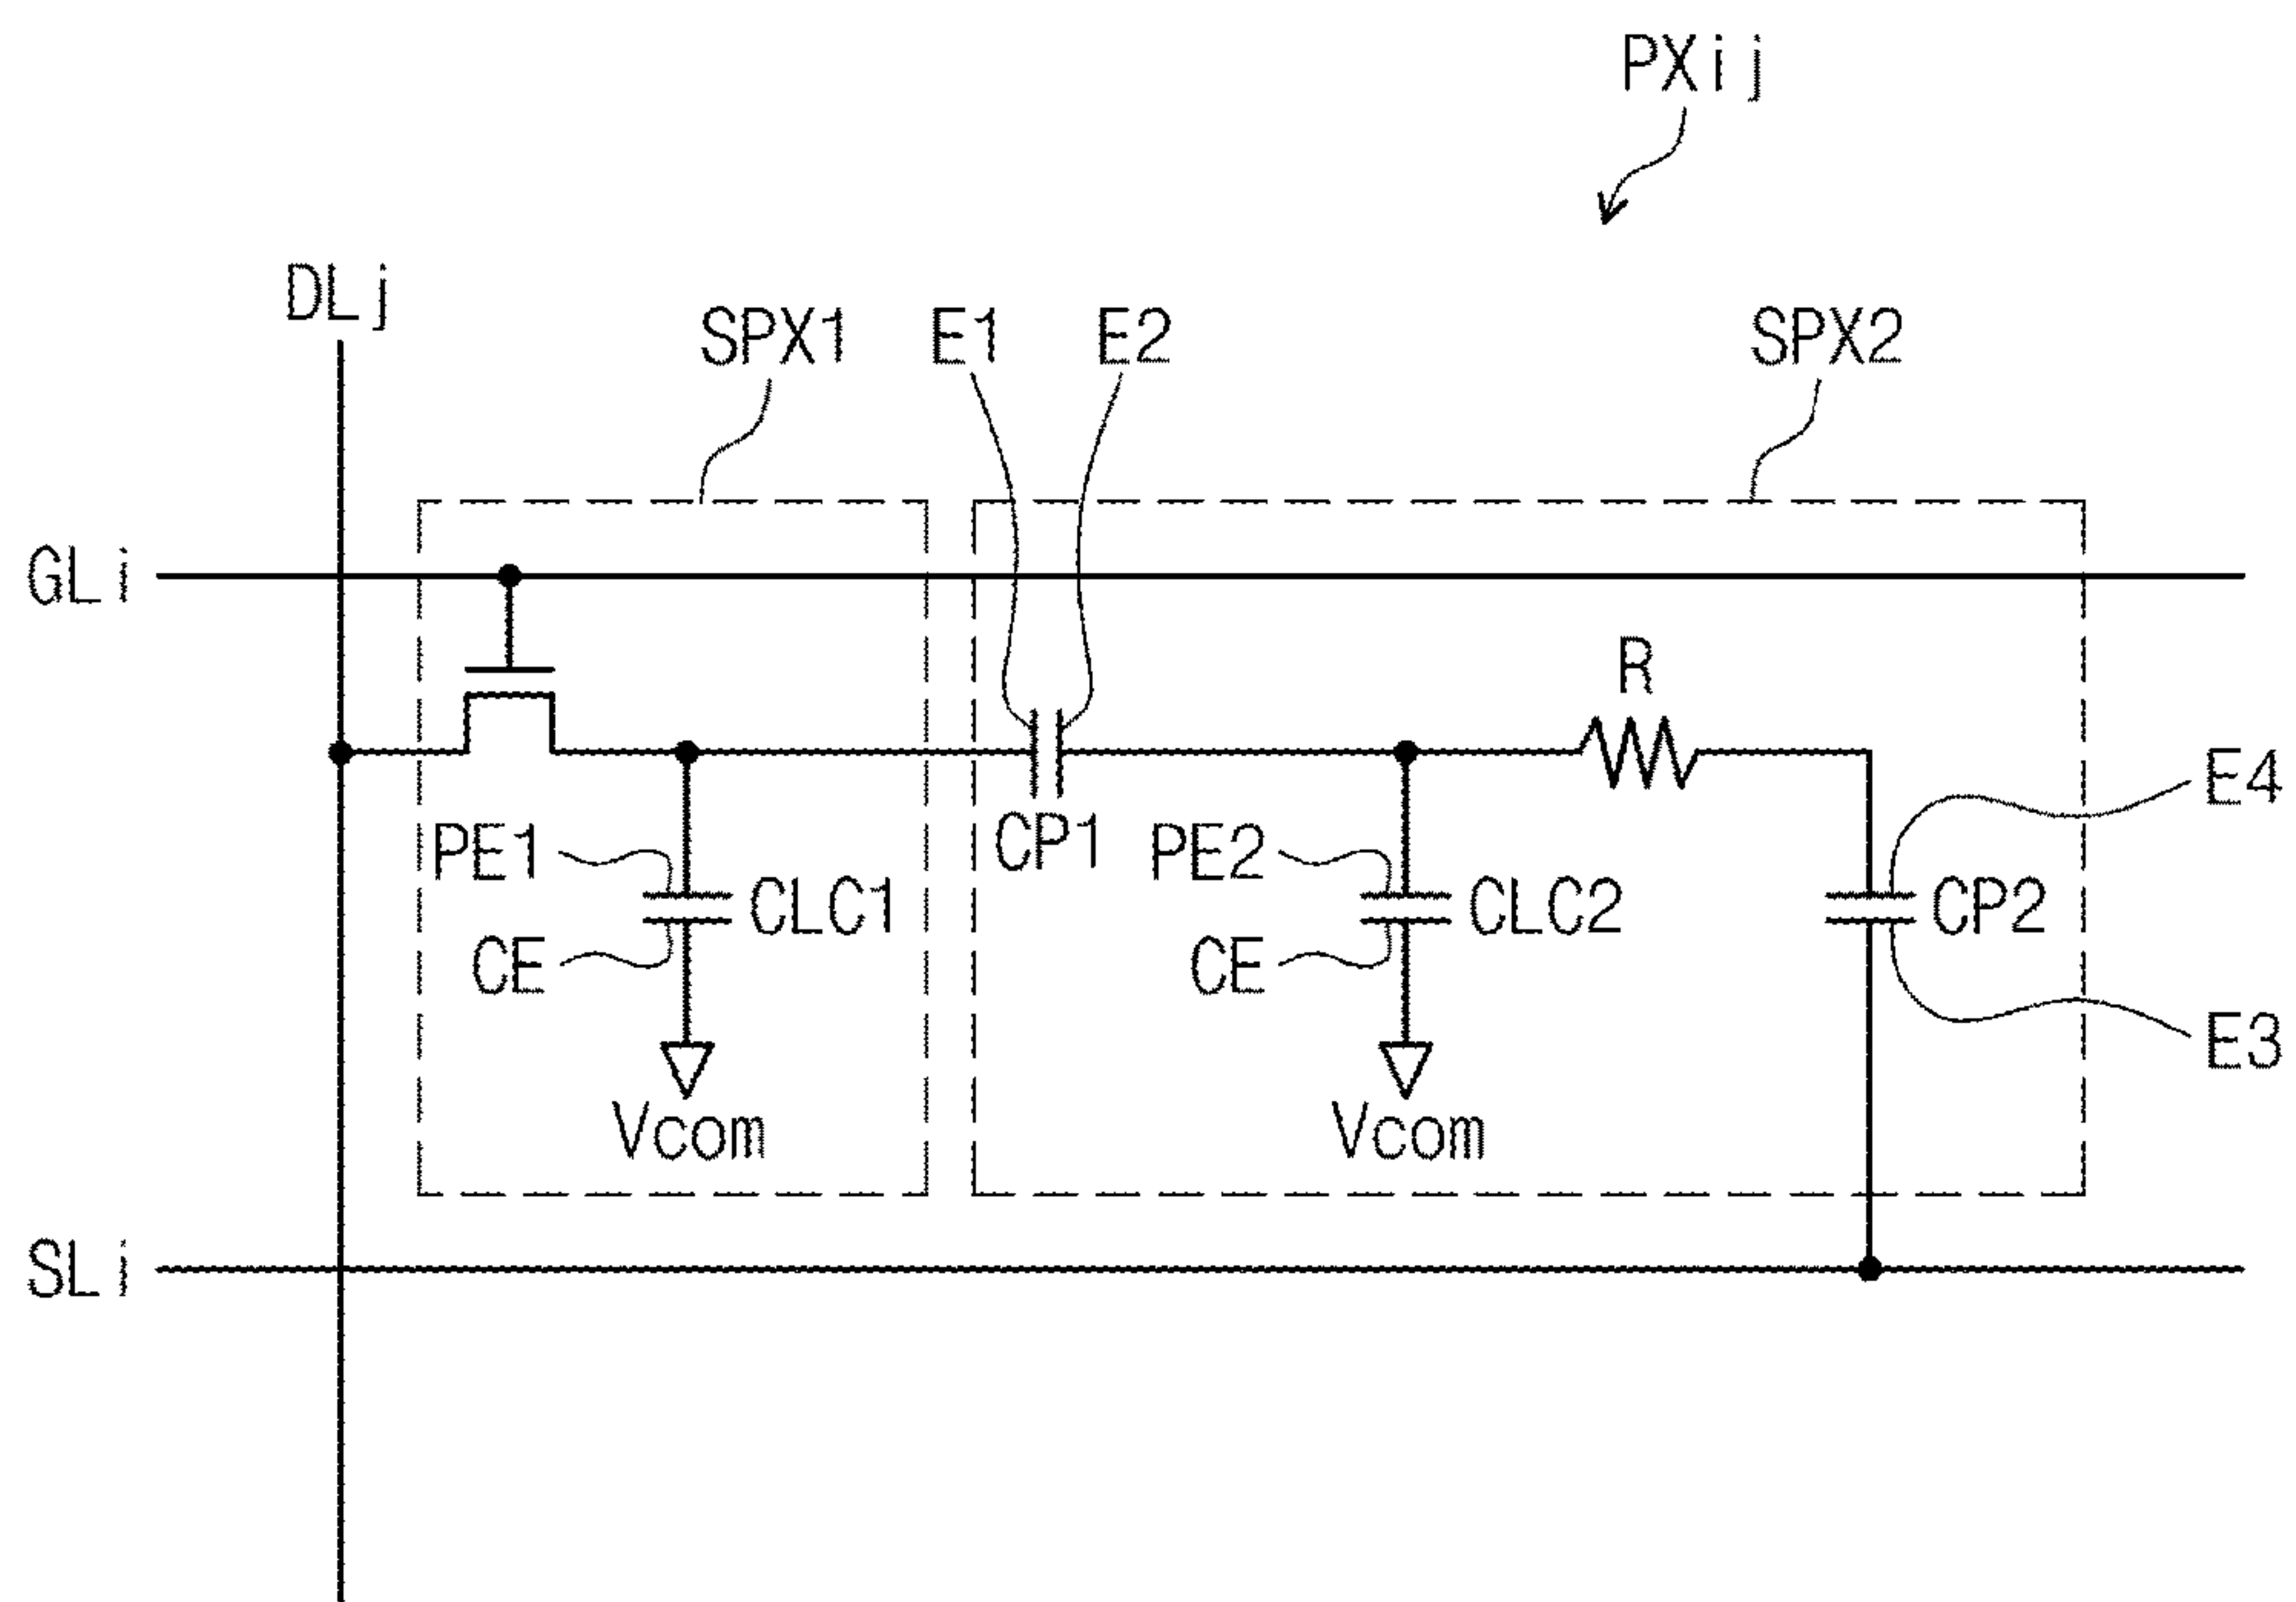 PXij
DLj
SPX1
E1
E2
SPX2
GLi
R
E4
PE1
CP1
PE2
CLC1
CLC2
CP2
CE
CE
E3
Vcom
Vcom
SLi